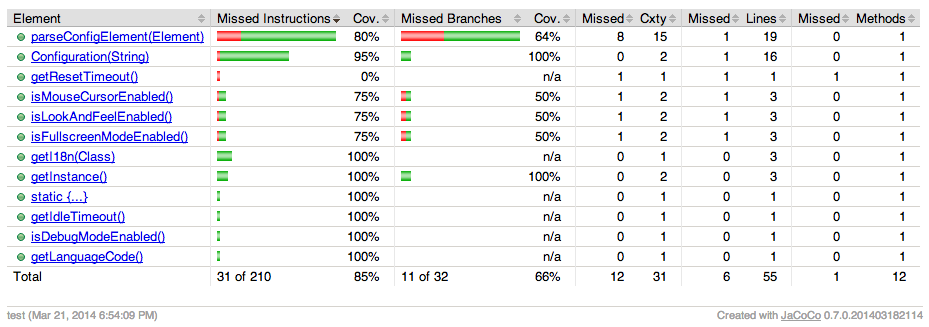 Element Missed Instructions Cov. Missed Branches Cov. Missed Cxty Missed Lines Missed Methods
parseConfigElement(Element) 80% 64% 8 15 1 19 0 1
Configuration(String) 95% 100% 0 2 1 16 0 1
getResetTimeout() 0% n/a 1 1 1 1 1 1
isMouseCursorEnabled() 75% 50% 1 2 1 3 0 1
isLookAndFeelEnabled() 75% 50% 1 2 1 3 0 1
isFullscreenModeEnabled() 75% 50% 1 2 1 3 0 1
getI18n(Class) 100% n/a 0 1 0 3 0 1
getInstance() 100% 100% 0 2 0 3 0 1
static {...} 100% n/a 0 1 0 1 0 1
getIdleTimeout() 100% n/a 0 1 0 1 0 1
isDebugModeEnabled() 100% n/a 0 1 0 1 0 1
getLanguageCode() 100% n/a 0 1 0 1 0 1
Total 31 of 210 85% 11 of 32 66% 12 31 6 55 1 12
test (Mar 21, 2014 6:54:09 PM) Created with JaCoCo 0.7.0.201403182114